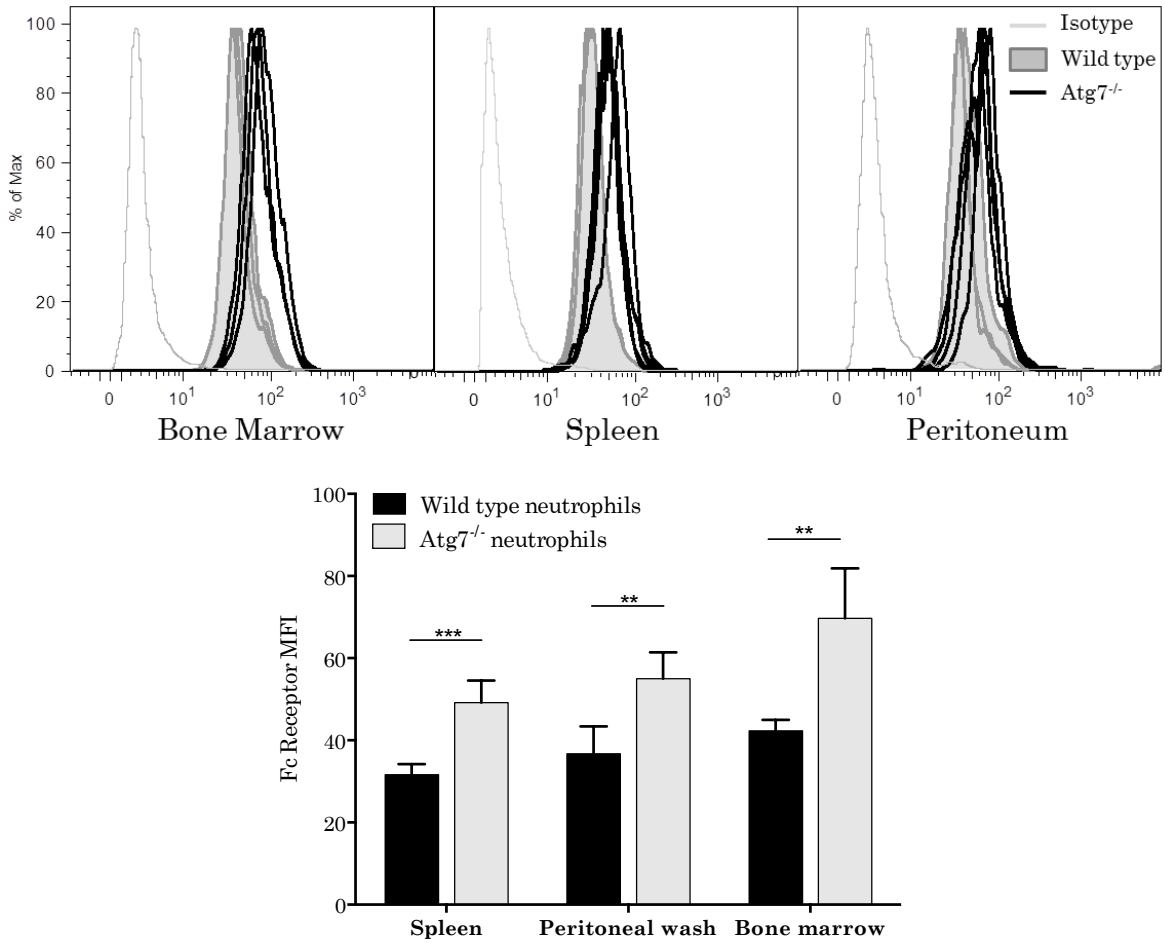 100
80
60
40
20
0
% of Max
0 10¹ 10² 10³
0 10¹ 10² 10³
0 10¹ 10² 10³
Bone Marrow
Spleen
Peritoneum
Isotype
Wild type
Atg7-/-
100
80
60
40
20
0
Fc Receptor MFI
Wild type neutrophils
Atg7-/- neutrophils
***
**
**
Spleen
Peritoneal wash
Bone marrow